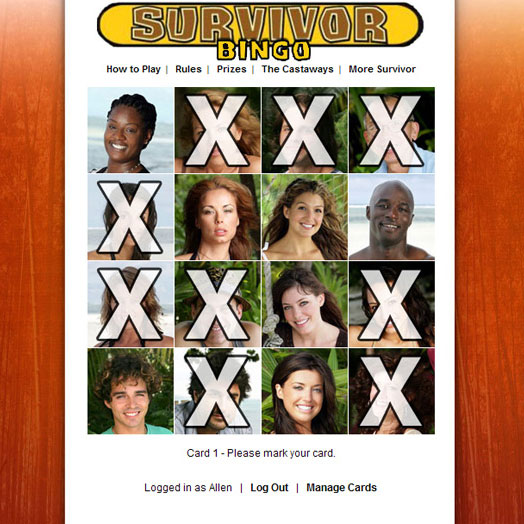 SURVIVOR
BINGO
How to Play | Rules | Prizes | The Castaways | More Survivor
X X X
X
X X X
X X
Card 1 - Please mark your card.
Logged in as Allen | Log Out | Manage Cards